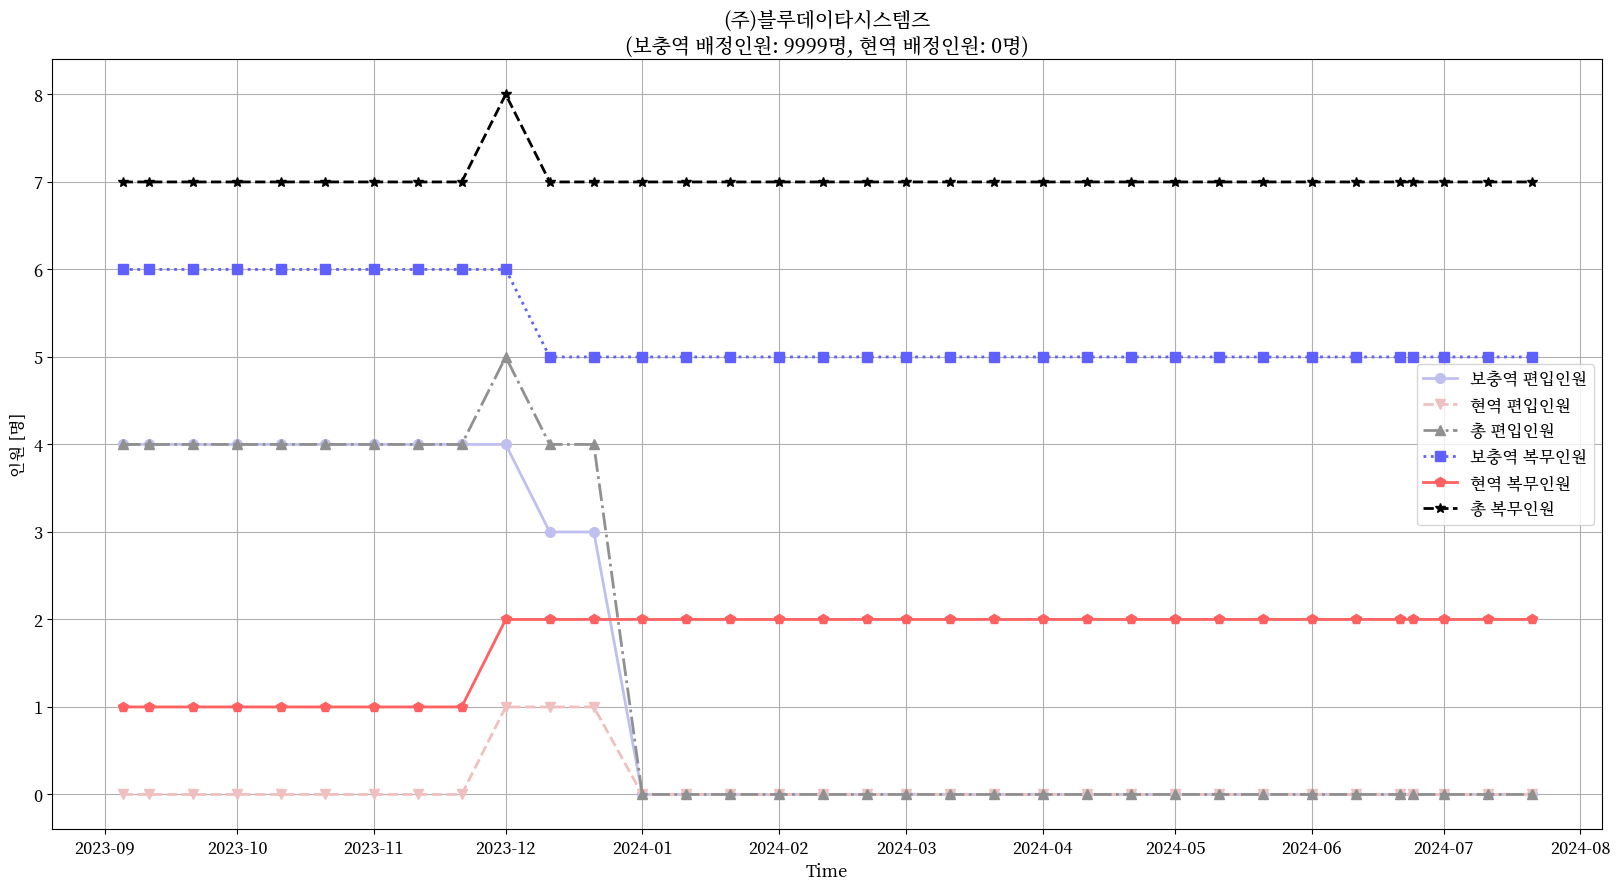 (주)블루데이타시스템즈
(보충역 배정인원: 9999명, 현역 배정인원: 0명)
인원 [명]
8
7
6
5
4
3
2
1
0
보충역 편입인원
현역 편입인원
총 편입인원
보충역 복무인원
현역 복무인원
총 복무인원
2023-09 2023-10 2023-11 2023-12 2024-01 2024-02 2024-03 2024-04 2024-05 2024-06 2024-07 2024-08
Time